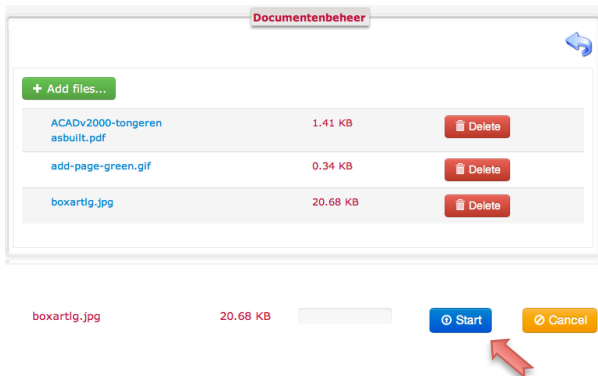 Documentenbeheer
+ Add files...
ACADv2000-tongeren 1.41 KB Delete
asbuilt.pdf
add-page-green.gif 0.34 KB Delete
boxartlg.jpg 20.68 KB Delete
boxartlg.jpg 20.68 KB Start Cancel